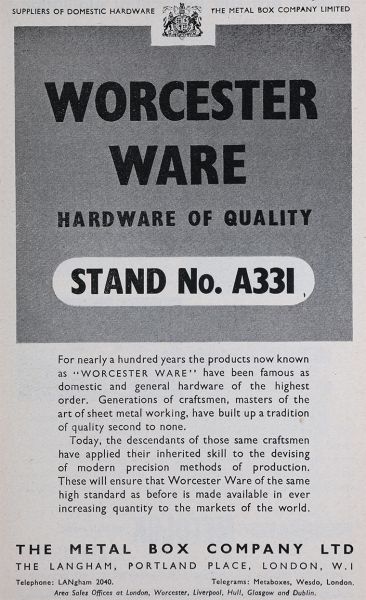 SUPPLIERS OF DOMESTIC HARDWARE THE METAL BOX COMPANY LIMITED
WORCESTER
WARE
HARDWARE OF QUALITY
STAND No. A331
For nearly a hundred years the products now known
as "WORCESTER WARE" have been famous as
domestic and general hardware of the highest
order. Generations of craftsmen, masters of the
art of sheet metal working, have built up a tradition
of quality second to none.
Today, the descendants of those same craftsmen
have applied their inherited skill to the devising
of modern precision methods of production.
These will ensure that Worcester Ware of the same
high standard as before is made available in ever
increasing quantity to the markets of the world.
THE METAL BOX COMPANY LTD
THE LANGHAM, PORTLAND PLACE, LONDON, W.1
Telephone: LANgham 2040. Telegrams: Metaboxes, Wesdo, London.
Area Sales Offices at London, Worcester, Liverpool, Hull, Glasgow and Dublin.